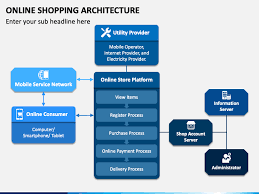 ONLINE SHOPPING ARCHITECTURE
Enter your sub headline here
Utility Provider
Mobile Operator,
Internet Provider, and
Electricity Provider.
Mobile Service Network
Online Store Platform
View Items
Information
Server
Online Consumer
Register Process
Computer/
Smartphone/ Tablet
Purchase Process
Shop Account
Server
Online Payment Process
Delivery Process
Administrator